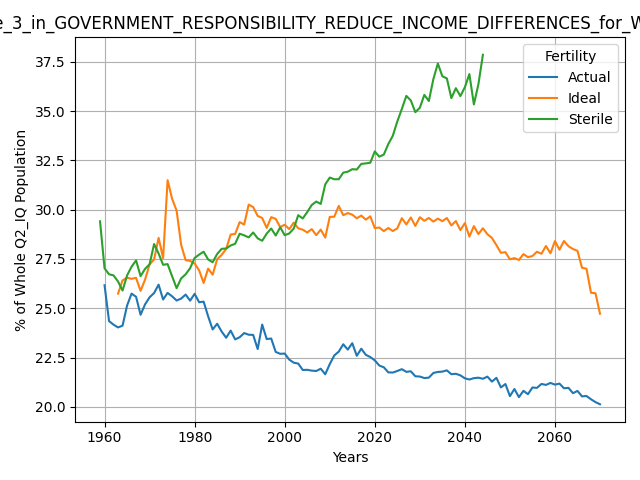 e_3_in_GOVERNMENT_RESPONSIBILITY_REDUCE_INCOME_DIFFERENCES_for_W
% of Whole Q2_IQ Population
37.5
35.0
32.5
30.0
27.5
25.0
22.5
20.0
Fertility
Actual
Ideal
Sterile
1960
1980
2000
2020
2040
2060
Years